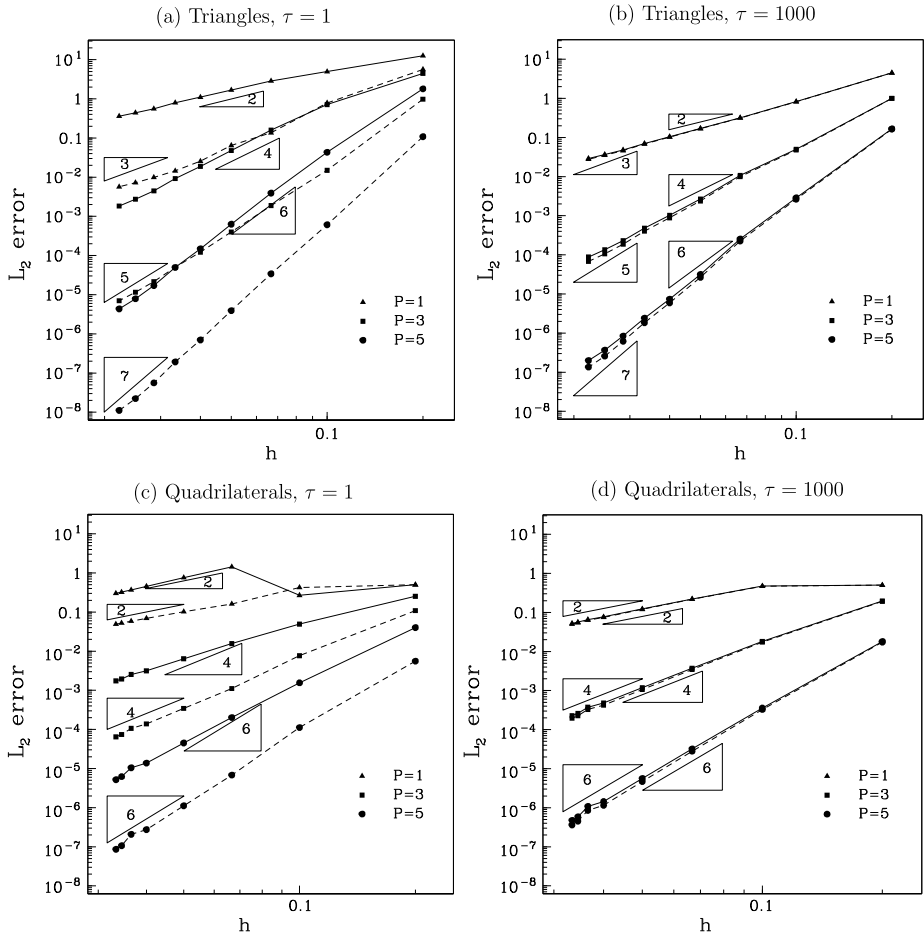 (a) Triangles, τ = 1
L₂ error
10¹
1
0.1
10⁻²
10⁻³
10⁻⁴
10⁻⁵
10⁻⁶
10⁻⁷
10⁻⁸
2
3
4
6
5
7
P=1
P=3
P=5
0.1
h
(b) Triangles, τ = 1000
L₂ error
10¹
1
0.1
10⁻²
10⁻³
10⁻⁴
10⁻⁵
10⁻⁶
10⁻⁷
10⁻⁸
2
3
4
5
6
7
P=1
P=3
P=5
0.1
h
(c) Quadrilaterals, τ = 1
L₂ error
10¹
1
0.1
10⁻²
10⁻³
10⁻⁴
10⁻⁵
10⁻⁶
10⁻⁷
10⁻⁸
2
2
4
4
6
6
P=1
P=3
P=5
0.1
h
(d) Quadrilaterals, τ = 1000
L₂ error
10¹
1
0.1
10⁻²
10⁻³
10⁻⁴
10⁻⁵
10⁻⁶
10⁻⁷
10⁻⁸
2
2
4
4
6
6
P=1
P=3
P=5
0.1
h